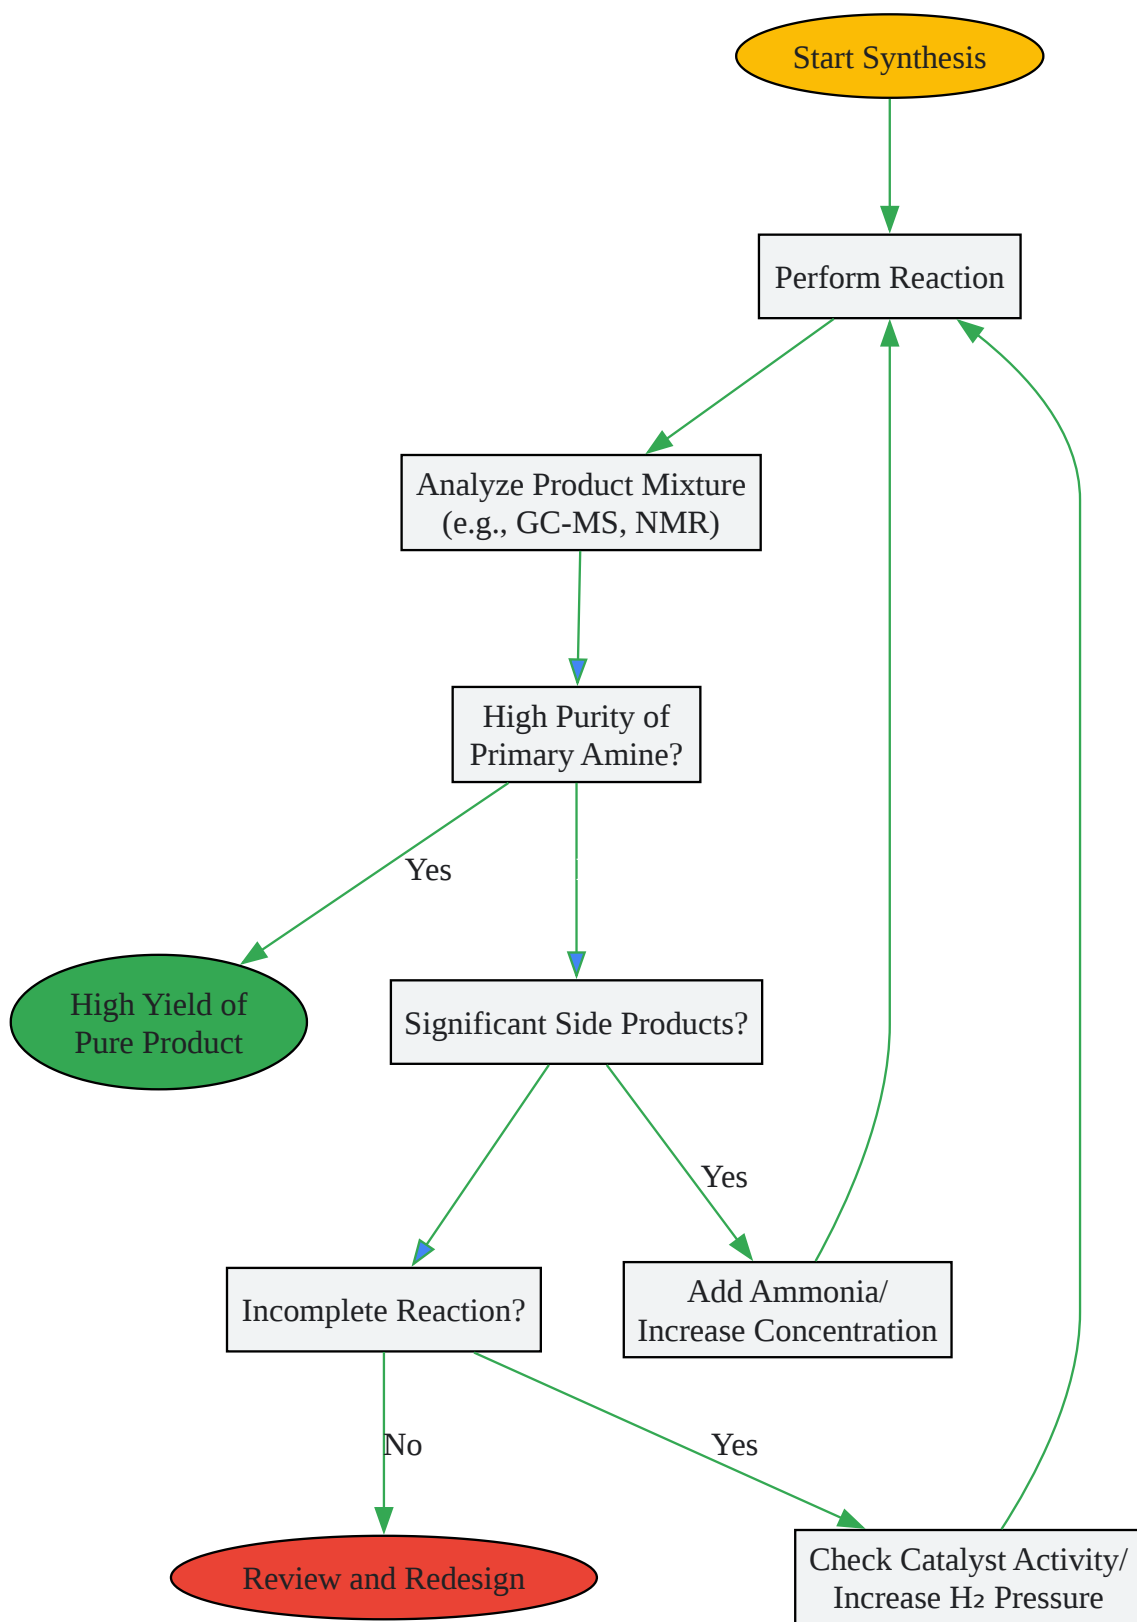 Start Synthesis
Perform Reaction
Analyze Product Mixture
(e.g., GC-MS, NMR)
High Purity of
Primary Amine?
Yes
High Yield of
Pure Product
Significant Side Products?
Yes
Incomplete Reaction?
Add Ammonia/
Increase Concentration
No
Yes
Review and Redesign
Check Catalyst Activity/
Increase H₂ Pressure